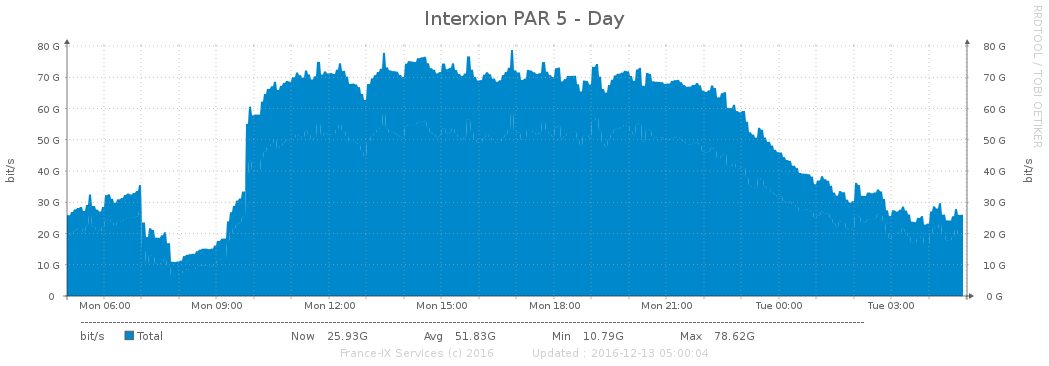 Interxion PAR 5 - Day
RRDTOOL / TOBI OETIKER
bit/s
80 G 80 G
70 G 70 G
60 G 60 G
50 G 50 G
40 G 40 G
30 G 30 G
20 G 20 G
10 G 10 G
0 0 G
bit/s
Mon 06:00 Mon 09:00 Mon 12:00 Mon 15:00 Mon 18:00 Mon 21:00 Tue 00:00 Tue 03:00
bit/s Total Now 25.93G Avg 51.83G Min 10.79G Max 78.62G
France-IX Services (c) 2016 Updated : 2016-12-13 05:00:04